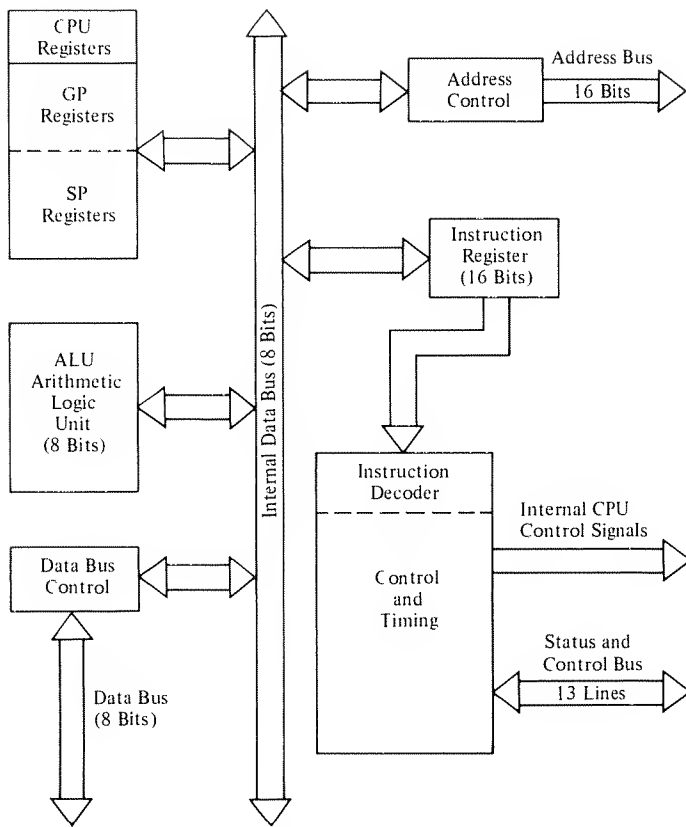 CPU
Registers
GP
Registers
SP
Registers
ALU
Arithmetic
Logic
Unit
(8 Bits)
Data Bus
Control
Data Bus
(8 Bits)
Internal Data Bus (8 Bits)
Address
Control
Address Bus
16 Bits
Instruction
Register
(16 Bits)
Instruction
Decoder
Control
and
Timing
Internal CPU
Control Signals
Status and
Control Bus
13 Lines